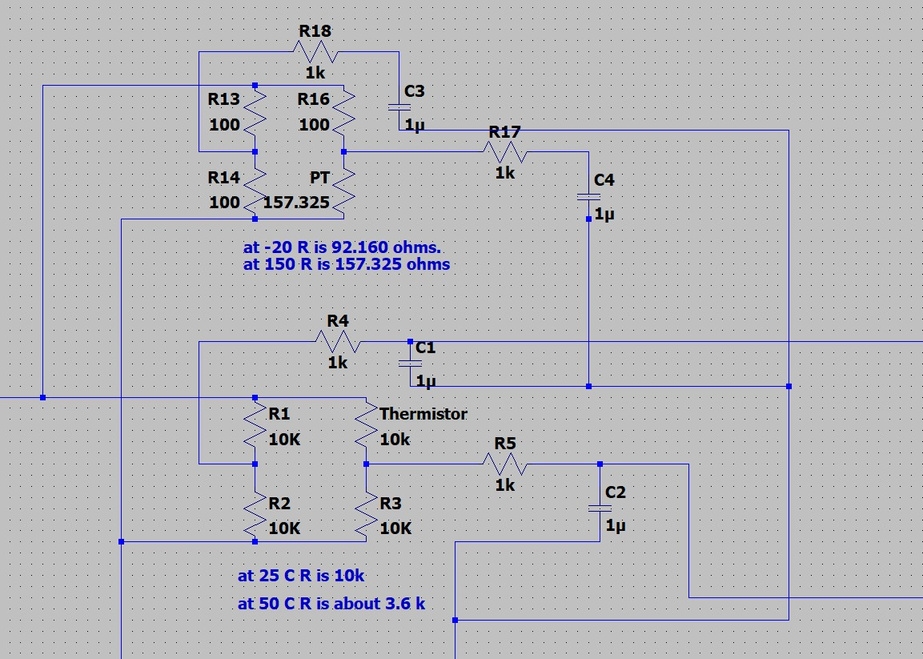 R18
1k
C3
1µ
R13
100
R16
100
R17
1k
R14
100
PT
157.325
C4
1µ
at -20 R is 92.160 ohms.
at 150 R is 157.325 ohms
R4
1k
C1
1µ
R1
10K
Thermistor
10k
R5
1k
R2
10K
R3
10K
C2
1µ
at 25 C R is 10k
at 50 C R is about 3.6 k